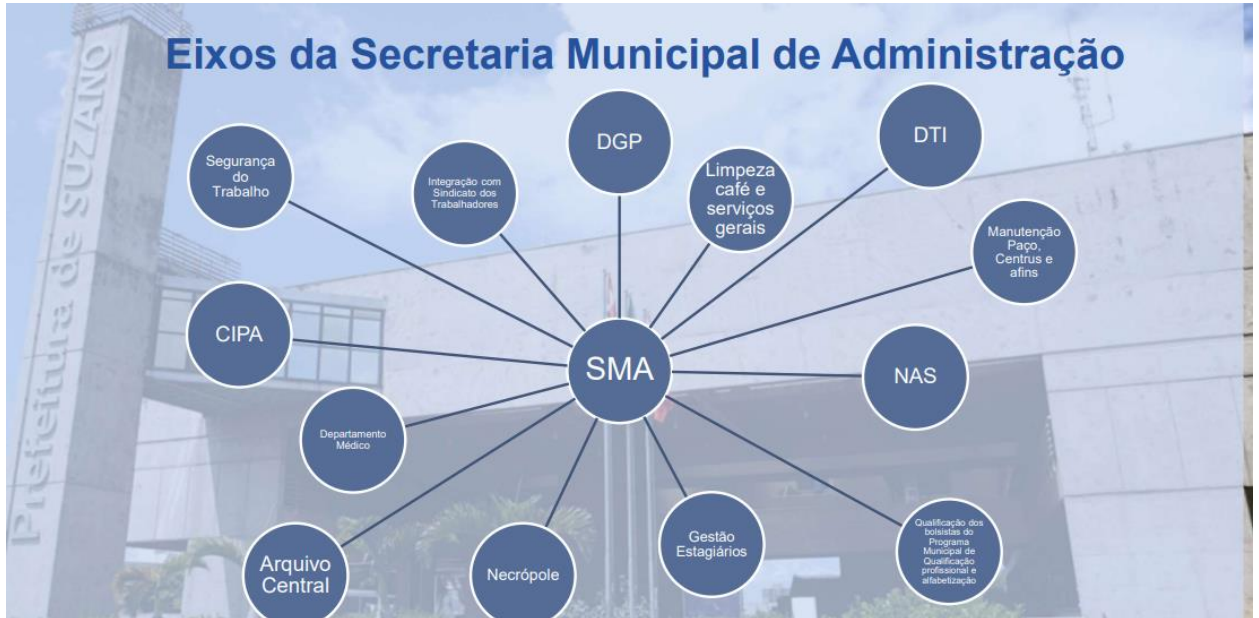 Eixos da Secretaria Municipal de Administração
Prefeitura de SUZANO
Segurança
do
Trabalho
Integração com
Sindicato dos
Trabalhadores
DGP
Limpeza
café e
serviços
gerais
DTI
Manutenção
Paço,
Centrus e
afins
CIPA
SMA
NAS
Departamento
Médico
Arquivo
Central
Necrópole
Gestão
Estagiários
Qualificação dos
bolsistas do
Programa
Municipal de
Qualificação
profissional e
alfabetização